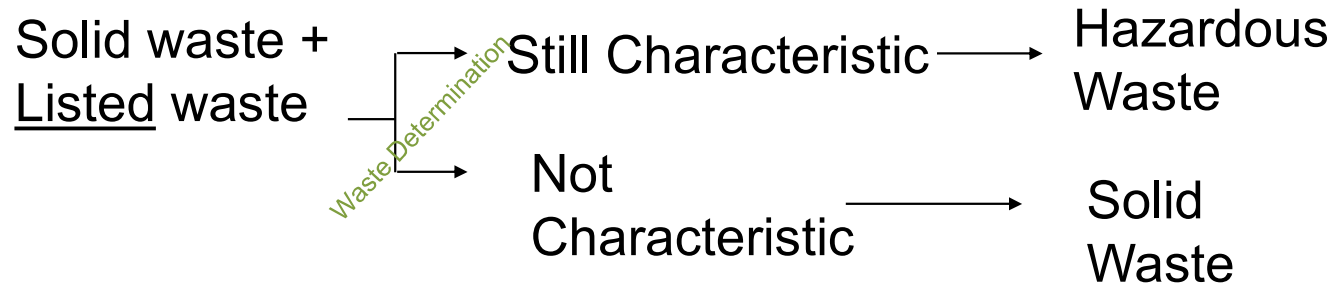 Solid waste +
Listed waste
Waste Determination
Still Characteristic
Hazardous
Waste
Not
Characteristic
Solid
Waste